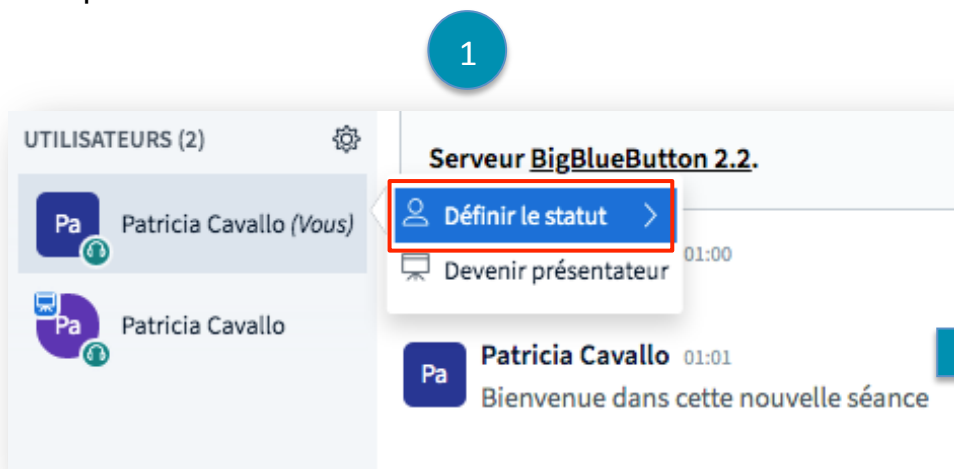 1
UTILISATEURS (2)
Serveur BigBlueButton 2.2.
Pa Patricia Cavallo (Vous)
Définir le statut
01:00
Devenir présentateur
Pa Patricia Cavallo
Patricia Cavallo 01:01
Pa
Bienvenue dans cette nouvelle séance